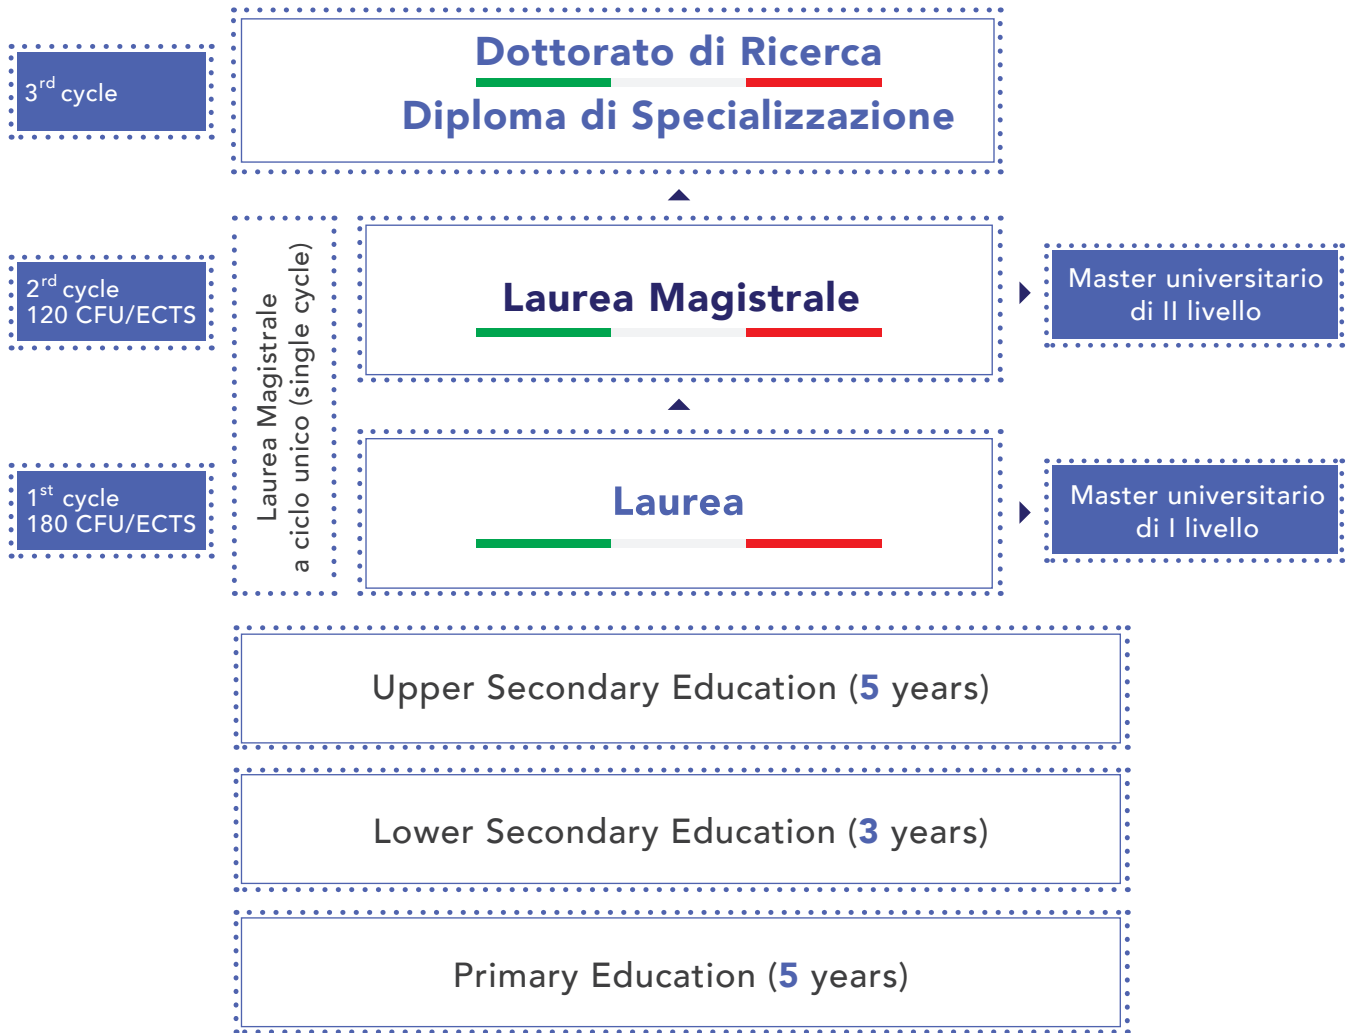 Dottorato di Ricerca
Diploma di Specializzazione
3rd cycle
2rd cycle
120 CFU/ECTS
Laurea Magistrale
a ciclo unico (single cycle)
Laurea Magistrale
Master universitario
di II livello
1st cycle
180 CFU/ECTS
Laurea
Master universitario
di I livello
Upper Secondary Education (5 years)
Lower Secondary Education (3 years)
Primary Education (5 years)